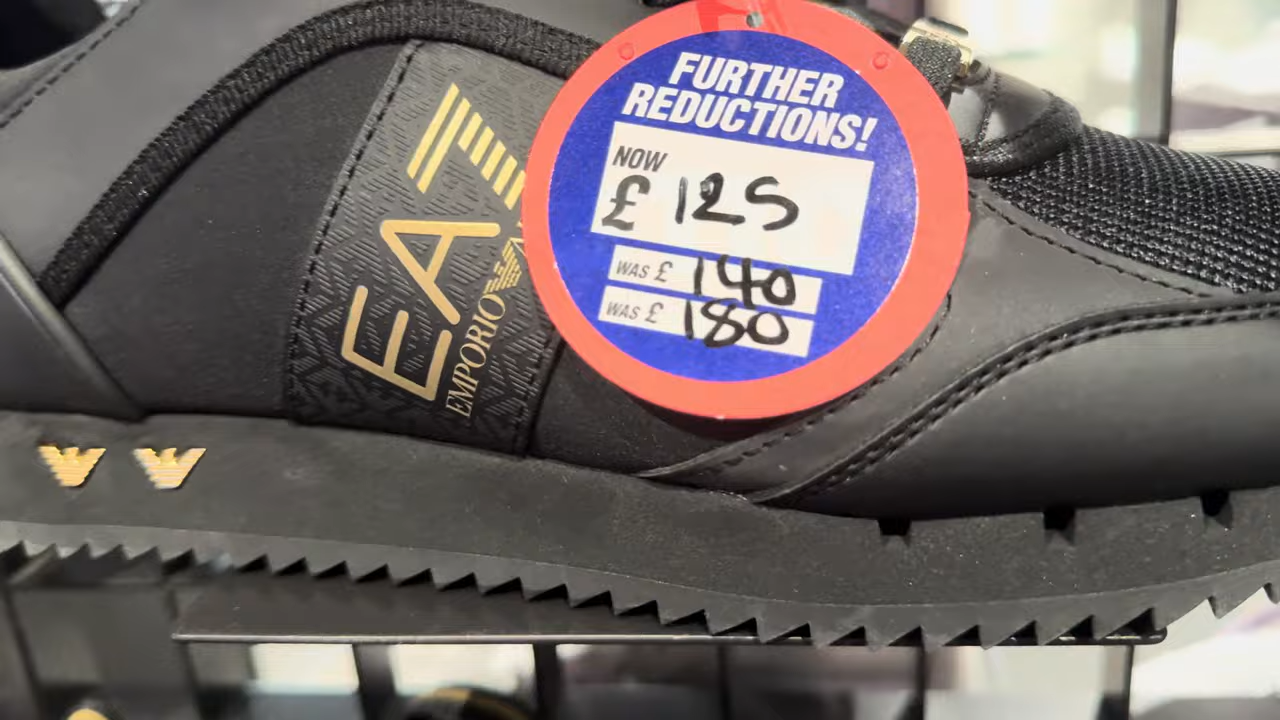 FURTHER
REDUCTIONS!
NOW
£ 125
WAS £ 140
WAS £ 180
EA7
EMPORIO